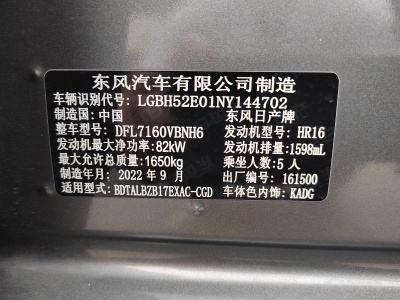 东风汽车有限公司制造
车辆识别代号: LGBH52E01NY144702
制造国: 中国 东风日产牌
整车型号: DFL7160VBNH6 发动机型号: HR16
发动机最大净功率: 82kW 发动机排量: 1598mL
最大允许总质量: 1650kg 乘坐人数: 5 人
制造年月: 2022 年 9 月 出厂编号: 161500
适用型式: BDTALBZB17EXAC-CGD 车体色内饰: KADG